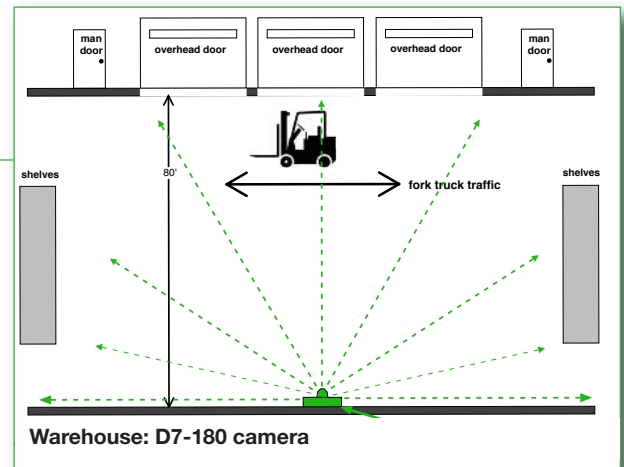 man
door
overhead door
overhead door
overhead door
man
door
80'
shelves
shelves
fork truck traffic
Warehouse: D7-180 camera